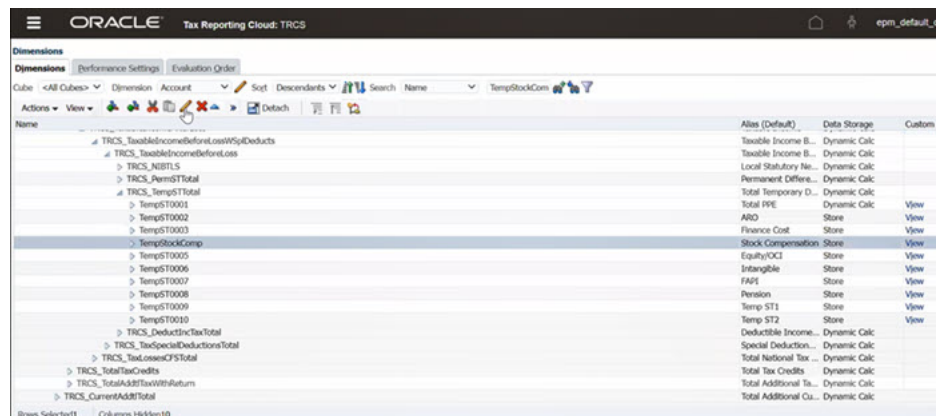 ORACLE Tax Reporting Cloud: TRCS epm_default_c
Dimensions
Dimensions Performance Settings Evaluation Order
Cube <All Cubes> Dimension Account Sort Descendants Search Name TempStockCom
Actions View » Detach
Name Alias (Default) Data Storage Custom
TRCS_TaxableIncomeBeforeLossWSplDeducts Taxable Income B... Dynamic Calc
TRCS_TaxableIncomeBeforeLoss Taxable Income B... Dynamic Calc
TRCS_NIBTLS Local Statutory Ne... Dynamic Calc
TRCS_PermSTTotal Permanent Differe... Dynamic Calc
TRCS_TempSTTotal Total Temporary D... Dynamic Calc
TempST0001 Total PPE Dynamic Calc View
TempST0002 ARO Store View
TempST0003 Finance Cost Store View
TempStockComp Stock Compensation Store View
TempST0005 Equity/OCI Store View
TempST0006 Intangible Store View
TempST0007 FAPI Store View
TempST0008 Pension Store View
TempST0009 Temp ST1 Store View
TempST0010 Temp ST2 Store View
TRCS_DeductIncTaxTotal Deductible Income... Dynamic Calc
TRCS_TaxSpecialDeductionsTotal Special Deduction... Dynamic Calc
TRCS_TaxLossesCFSTotal Total National Tax ... Dynamic Calc
TRCS_TotalTaxCredits Total Tax Credits Dynamic Calc
TRCS_TotalAddtlTaxWithReturn Total Additional Ta... Dynamic Calc
TRCS_CurrentAddtlTotal Total Additional Cu... Dynamic Calc
Rows Selected1 Columns Hidden10